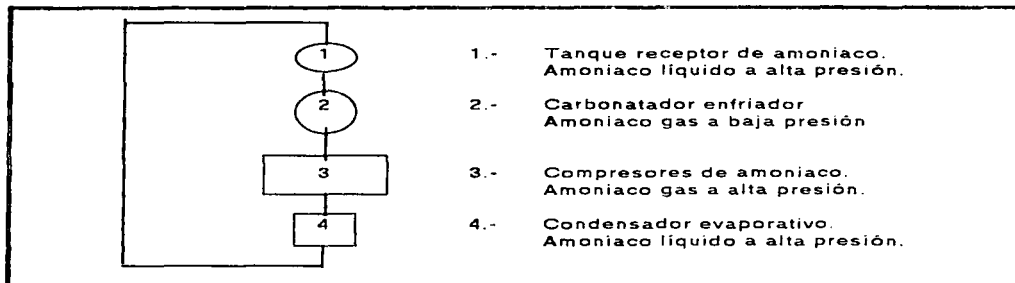 1
2
3
4
1.- Tanque receptor de amoniaco.
Amoniaco líquido a alta presión.
2.- Carbonatador enfriador
Amoniaco gas a baja presión
3.- Compresores de amoniaco.
Amoniaco gas a alta presión.
4.- Condensador evaporativo.
Amoniaco líquido a alta presión.